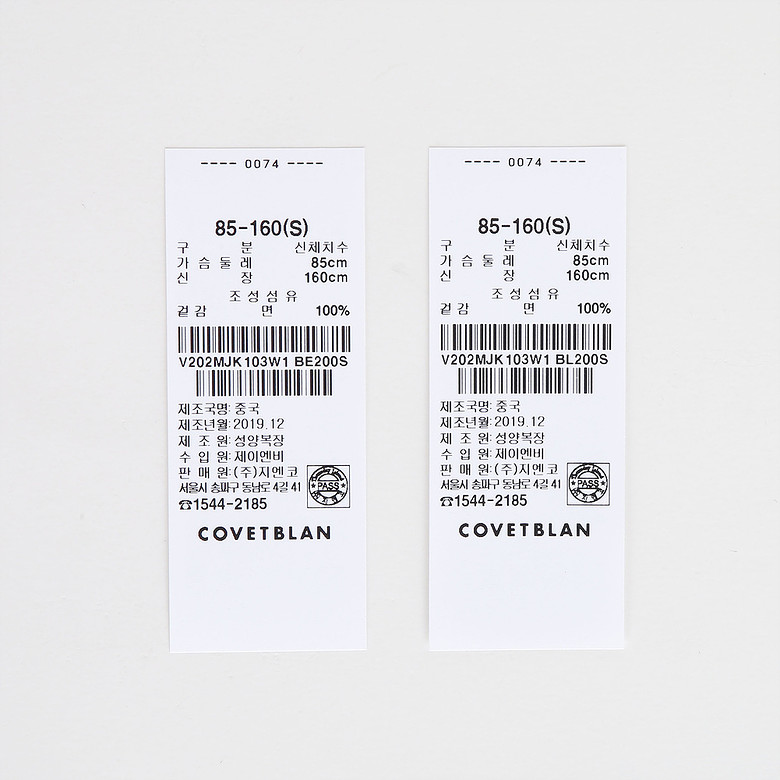 ---- 0074 ----
85-160(S)
구 분 신체치수
가슴둘레 85cm
신 장 160cm
조성섬유
겉감 면 100%
V202MJK103W1 BE200S
제조국명: 중국
제조년월: 2019.12
제 조 원: 성양복장
수 입 원: 제이엔비
판 매 원: (주)지엔코
서울시 송파구 동남로 4길 41
☎1544-2185
PASS
COVETBLAN
---- 0074 ----
85-160(S)
구 분 신체치수
가슴둘레 85cm
신 장 160cm
조성섬유
겉감 면 100%
V202MJK103W1 BL200S
제조국명: 중국
제조년월: 2019.12
제 조 원: 성양복장
수 입 원: 제이엔비
판 매 원: (주)지엔코
서울시 송파구 동남로 4길 41
☎1544-2185
PASS
COVETBLAN